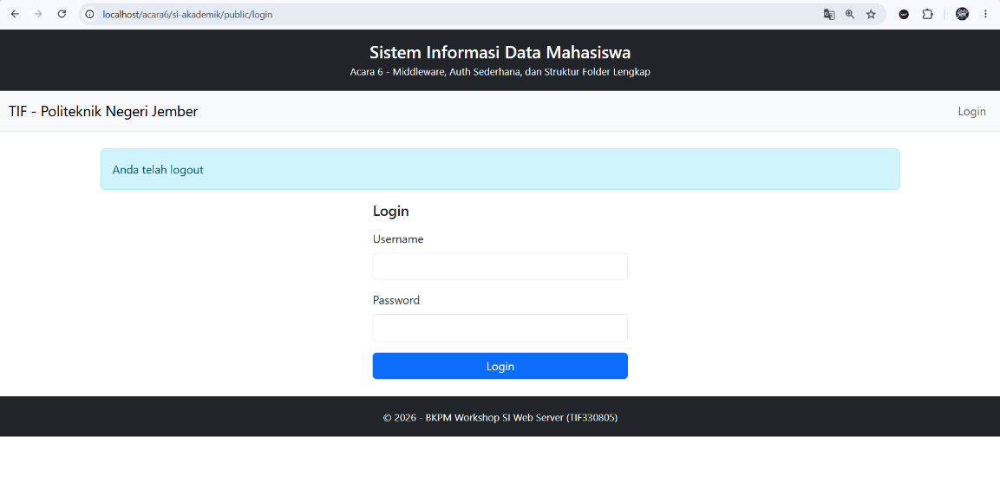 localhost/acara6/si-akademik/public/login
Sistem Informasi Data Mahasiswa
Acara 6 - Middleware, Auth Sederhana, dan Struktur Folder Lengkap
TIF - Politeknik Negeri Jember
Login
Anda telah logout
Login
Username
Password
Login
© 2026 - BKPM Workshop SI Web Server (TIF330805)